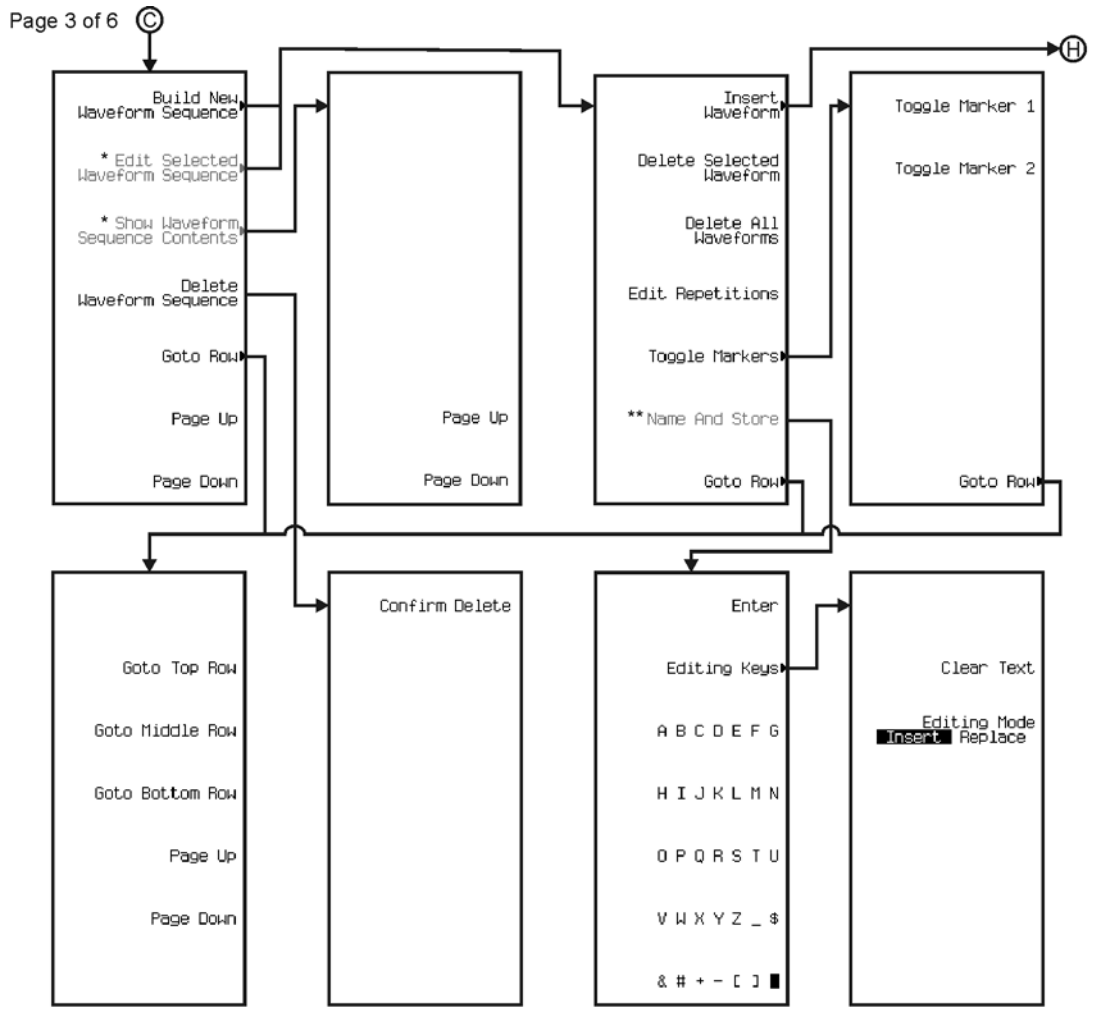 Page 3 of 6 C
H
Build New
Waveform Sequence
* Edit Selected
Waveform Sequence
* Show Waveform
Sequence Contents
Delete
Waveform Sequence
Goto Row
Page Up
Page Down
Page Up
Page Down
Insert
Waveform
Delete Selected
Waveform
Delete All
Waveforms
Edit Repetitions
Toggle Markers
**Name And Store
Goto Row
Toggle Marker 1
Toggle Marker 2
Goto Row
Goto Top Row
Goto Middle Row
Goto Bottom Row
Page Up
Page Down
Confirm Delete
Enter
Editing Keys
A B C D E F G
H I J K L M N
O P Q R S T U
V W X Y Z _ $
& # + - [ ]
Clear Text
Editing Mode
Insert Replace